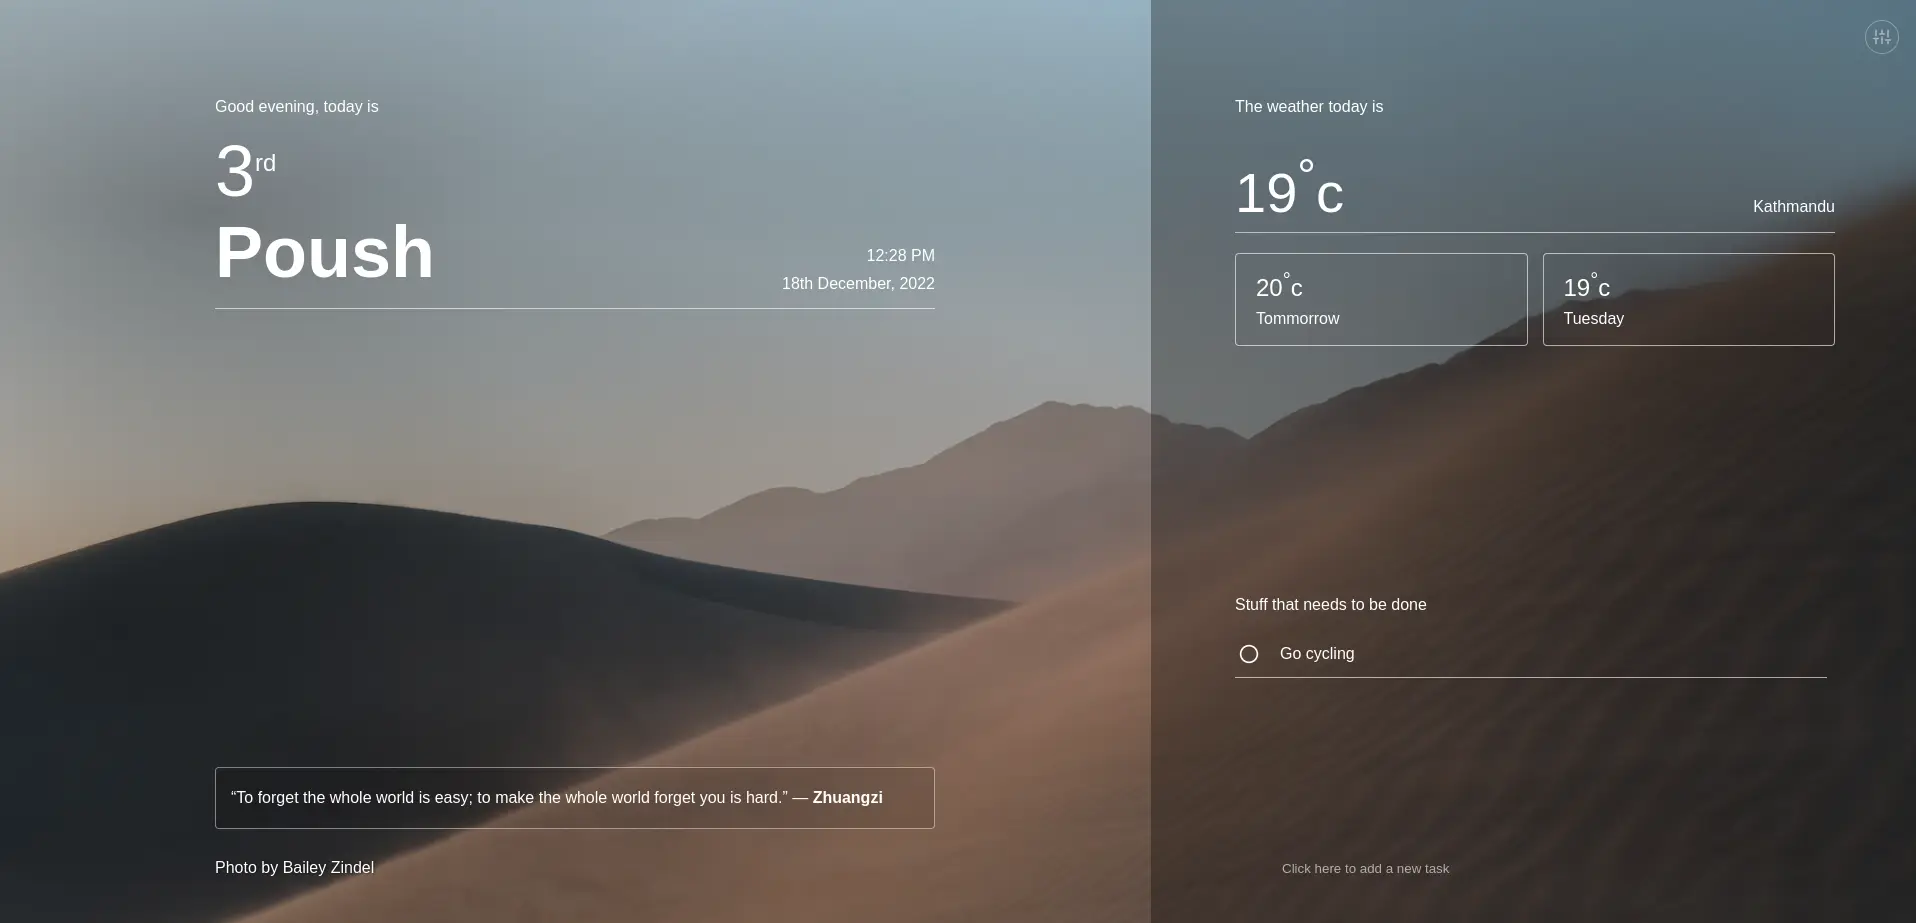 Good evening, today is
3rd
Poush
12:28 PM
18th December, 2022
“To forget the whole world is easy; to make the whole world forget you is hard.” — Zhuangzi
Photo by Bailey Zindel
The weather today is
19°c
Kathmandu
20°c
Tommorrow
19°c
Tuesday
Stuff that needs to be done
Go cycling
Click here to add a new task